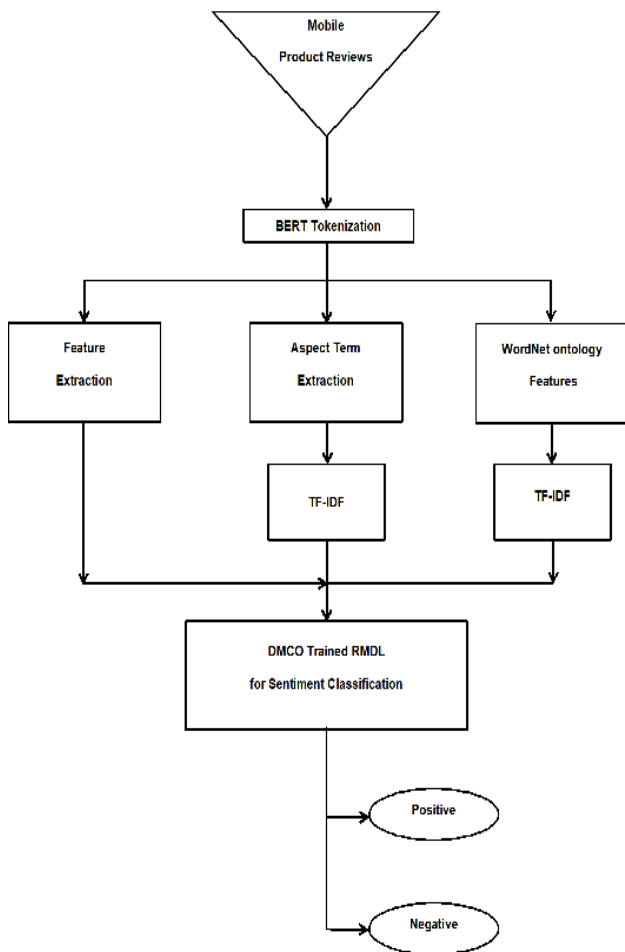 Mobile
Product Reviews
BERT Tokenization
Feature
Extraction
Aspect Term
Extraction
WordNet ontology
Features
TF-IDF
TF-IDF
DMCO Trained RMDL
for Sentiment Classification
Positive
Negative